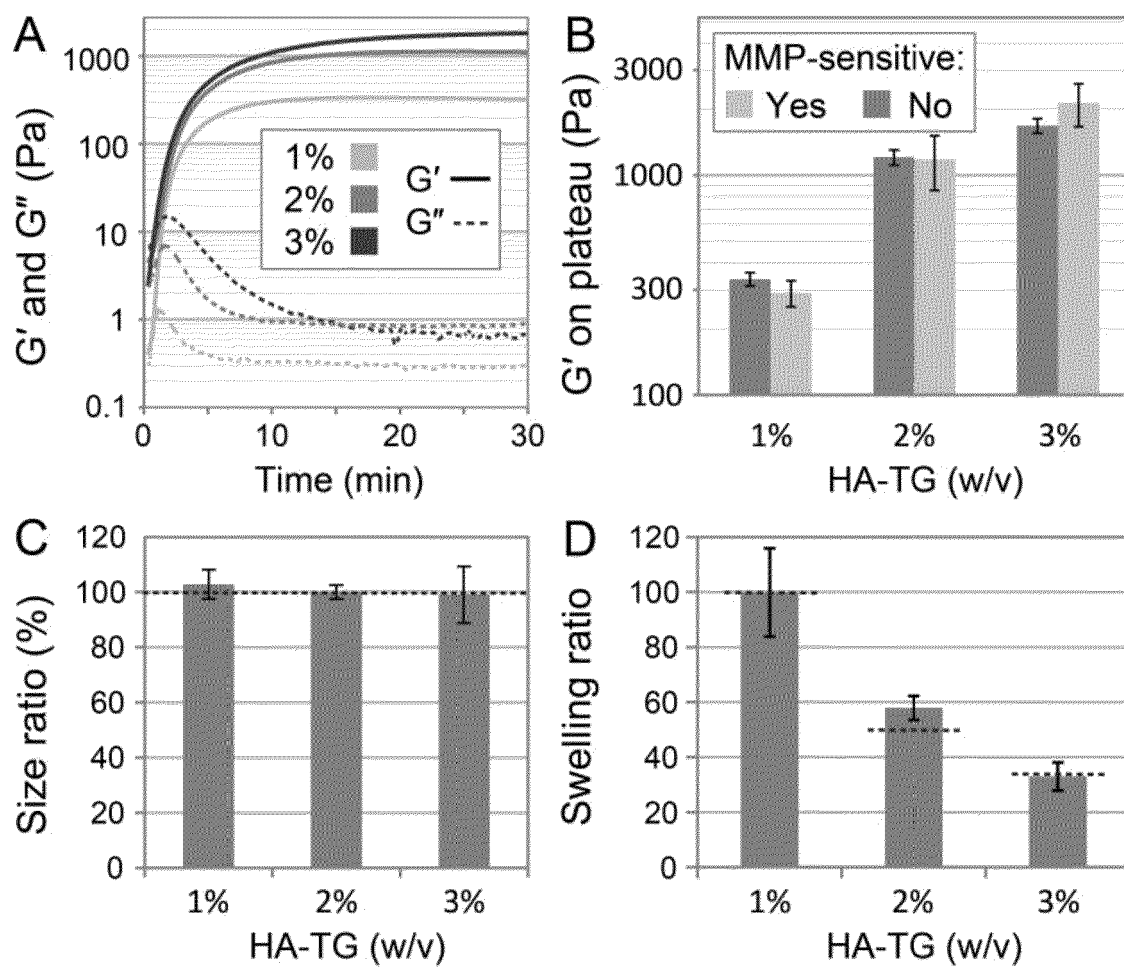 A
G′ and G″ (Pa)
1000
100
10
1
0.1
1%
2%
3%
G′
G″
0
10
20
30
Time (min)
B
G′ on plateau (Pa)
MMP-sensitive:
Yes
No
3000
1000
300
100
1%
2%
3%
HA-TG (w/v)
C
Size ratio (%)
120
100
80
60
40
20
0
1%
2%
3%
HA-TG (w/v)
D
Swelling ratio
120
100
80
60
40
20
0
1%
2%
3%
HA-TG (w/v)